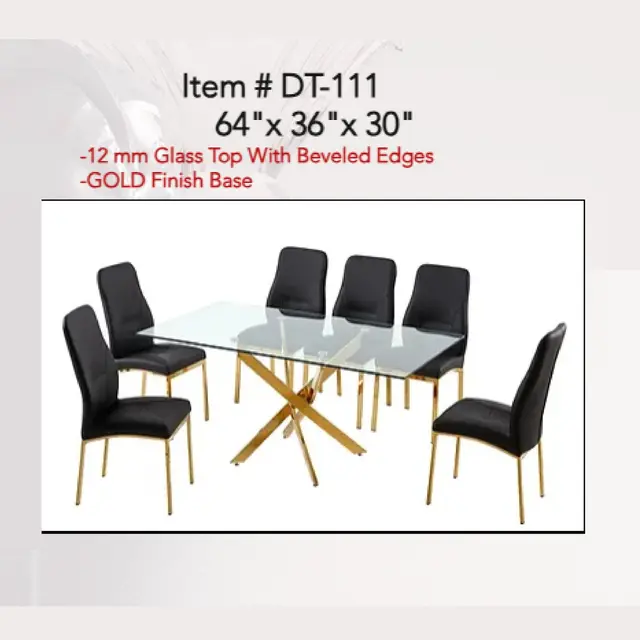 Item # DT-111
64"x 36"x 30"
-12 mm Glass Top With Beveled Edges
-GOLD Finish Base